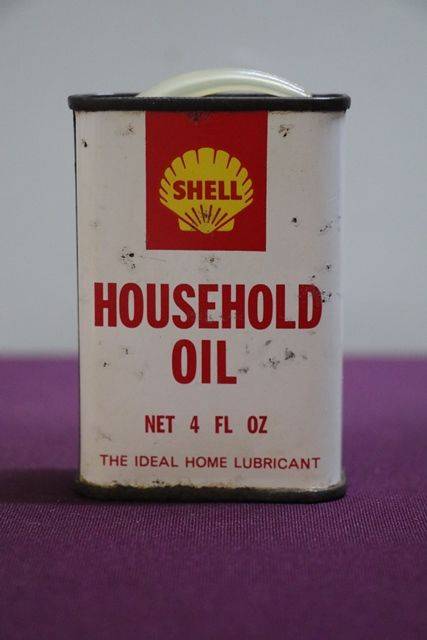 SHELL
HOUSEHOLD
OIL
NET 4 FL OZ
THE IDEAL HOME LUBRICANT